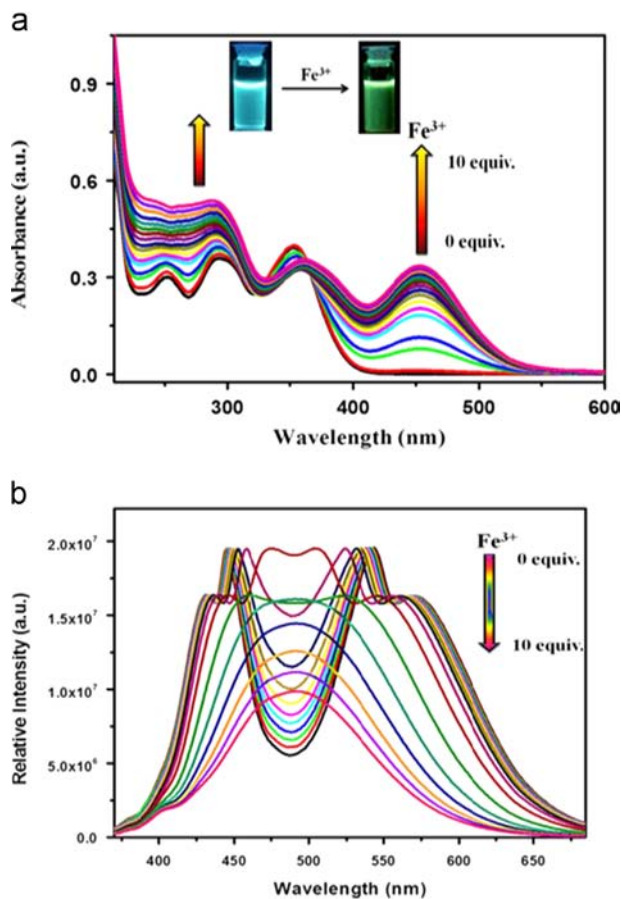 a
Fe³⁺
Fe³⁺
10 equiv.
0 equiv.
0.9
0.6
0.3
0.0
Absorbance (a.u.)
300
400
500
600
Wavelength (nm)
b
2.0x10⁷
1.5x10⁷
1.0x10⁷
5.0x10⁶
0.0
Relative Intensity (a.u.)
Fe³⁺
0 equiv.
10 equiv.
400
450
500
550
600
650
Wavelength (nm)